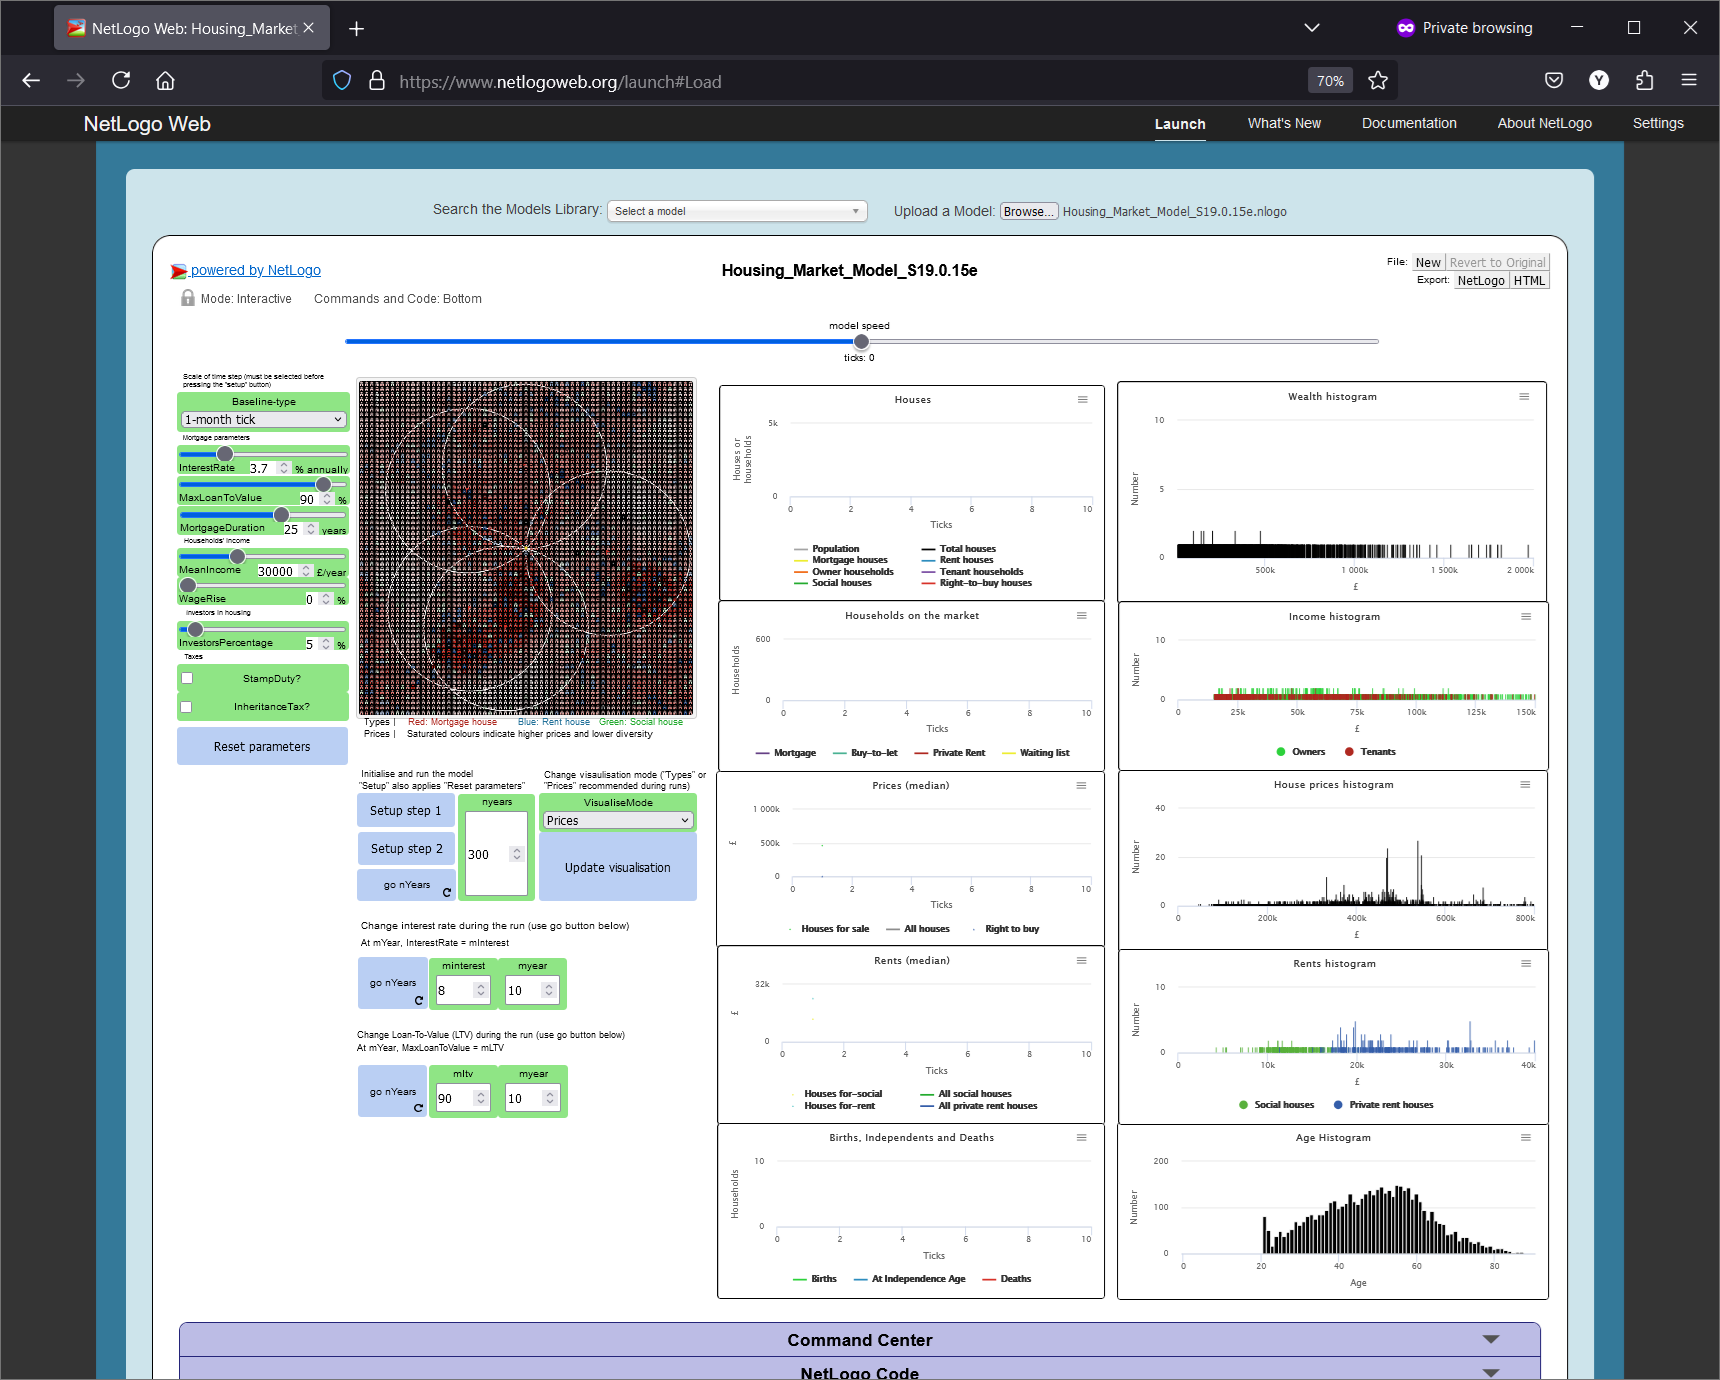 NetLogo Web: Housing_Market
Private browsing
https://www.netlogoweb.org/launch#Load
70%
Y
NetLogo Web
Launch
What's New
Documentation
About NetLogo
Settings
Search the Models Library:
Select a model
Upload a Model:
Browse...
Housing_Market_Model_S19.0.15e.nlogo
powered by NetLogo
Housing_Market_Model_S19.0.15e
File: New Revert to Original
Export: NetLogo HTML
Mode: Interactive
Commands and Code: Bottom
model speed
ticks: 0
Scale of time step (must be selected before
pressing the "setup" button)
Baseline-type
1-month tick
Mortgage parameters
InterestRate 3.7 % annually
MaxLoanToValue 90 %
MortgageDuration 25 years
Households' income
MeanIncome 30000 £/year
WageRise 0 %
Investors in housing
InvestorsPercentage 5 %
Taxes
StampDuty?
InheritanceTax?
Reset parameters
Types | Red: Mortgage house Blue: Rent house Green: Social house
Prices | Saturated colours indicate higher prices and lower diversity
Initialise and run the model
"Setup" also applies "Reset parameters"
Change visaulisation mode ("Types" or
"Prices" recommended during runs)
Setup step 1
Setup step 2
go nYears
nyears
300
VisualiseMode
Prices
Update visualisation
Change interest rate during the run (use go button below)
At mYear, InterestRate = mInterest
go nYears
minterest
8
myear
10
Change Loan-To-Value (LTV) during the run (use go button below)
At mYear, MaxLoanToValue = mLTV
go nYears
mltv
90
myear
10
Houses
Houses or
households
5k
0
0 2 4 6 8 10
Ticks
Population
Total houses
Mortgage houses
Rent houses
Owner households
Tenant households
Social houses
Right-to-buy houses
Households on the market
Households
600
0
0 2 4 6 8 10
Ticks
Mortgage
Buy-to-let
Private Rent
Waiting list
Prices (median)
£
1 000k
500k
0
0 2 4 6 8 10
Ticks
Houses for sale
All houses
Right to buy
Rents (median)
£
32k
0
0 2 4 6 8 10
Ticks
Houses for-social
All social houses
Houses for-rent
All private rent houses
Births, Independents and Deaths
Households
10
0
0 2 4 6 8 10
Ticks
Births
At Independence Age
Deaths
Wealth histogram
Number
10
5
0
500k 1 000k 1 500k 2 000k
£
Income histogram
Number
10
0
0 25k 50k 75k 100k 125k 150k
£
Owners
Tenants
House prices histogram
Number
40
20
0
0 200k 400k 600k 800k
£
Rents histogram
Number
10
0
0 10k 20k 30k 40k
£
Social houses
Private rent houses
Age Histogram
Number
200
100
0
0 20 40 60 80
Age
Command Center
NetLogo Code